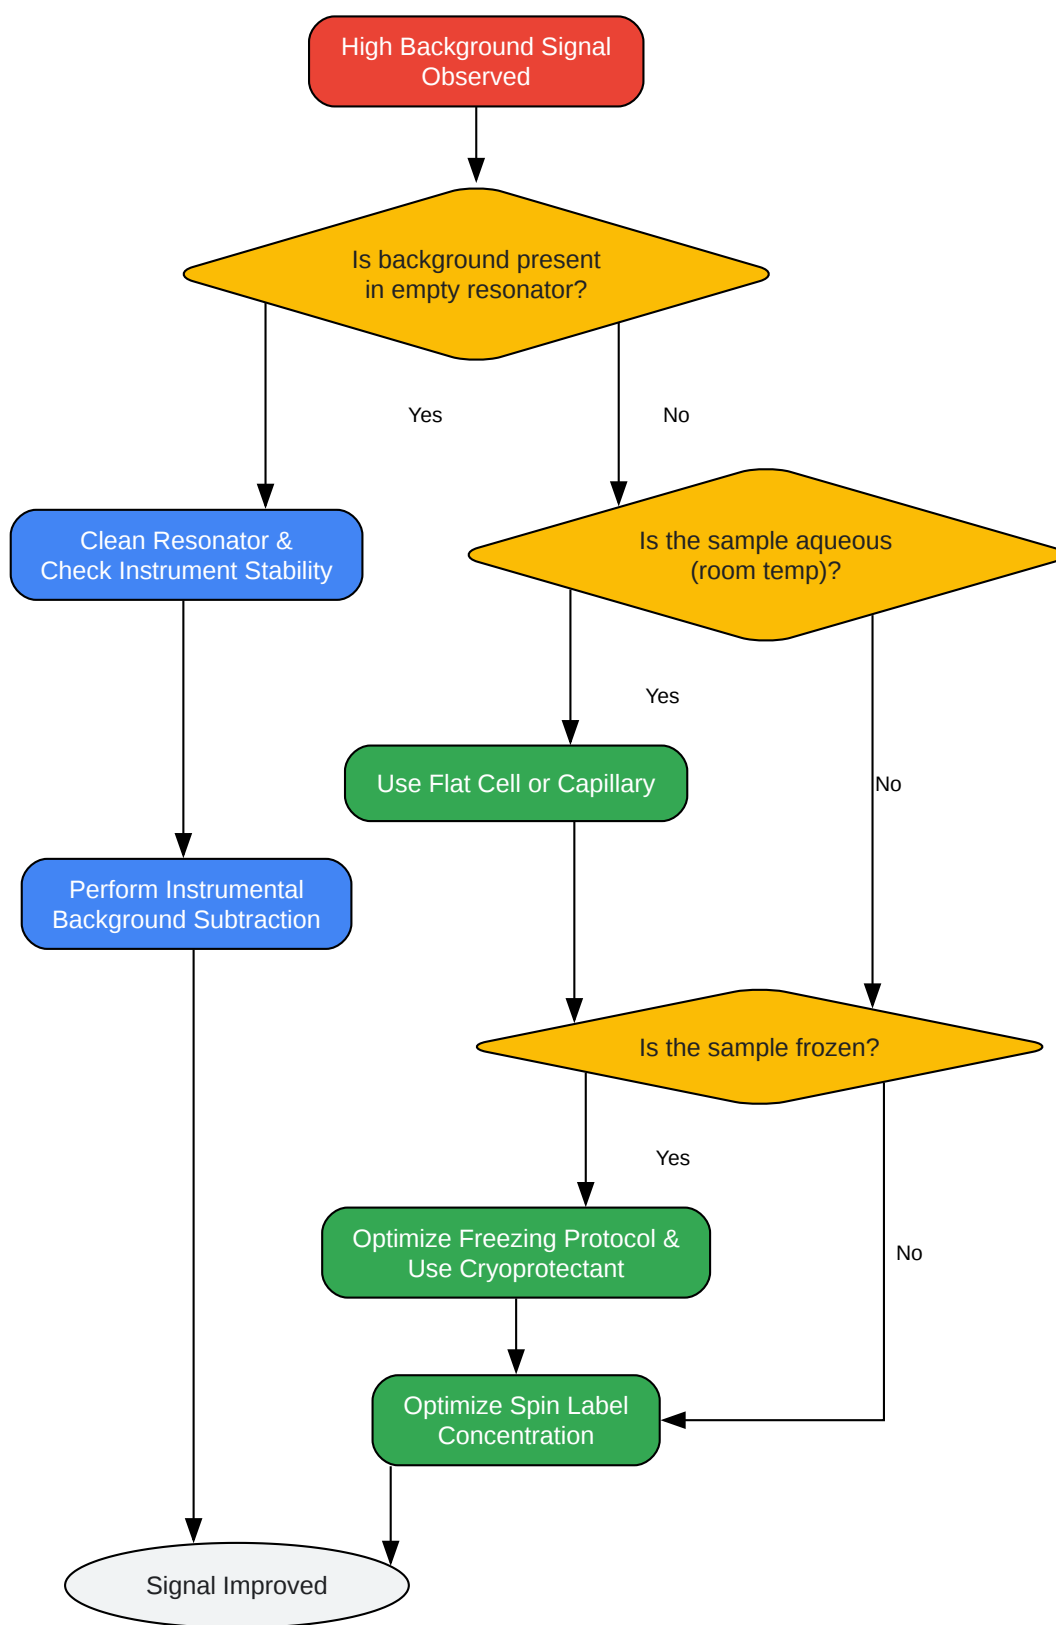 High Background Signal
Observed
Is background present
in empty resonator?
Yes
No
Clean Resonator &
Check Instrument Stability
Is the sample aqueous
(room temp)?
Yes
Use Flat Cell or Capillary
No
Perform Instrumental
Background Subtraction
Is the sample frozen?
Yes
Optimize Freezing Protocol &
Use Cryoprotectant
No
Optimize Spin Label
Concentration
Signal Improved